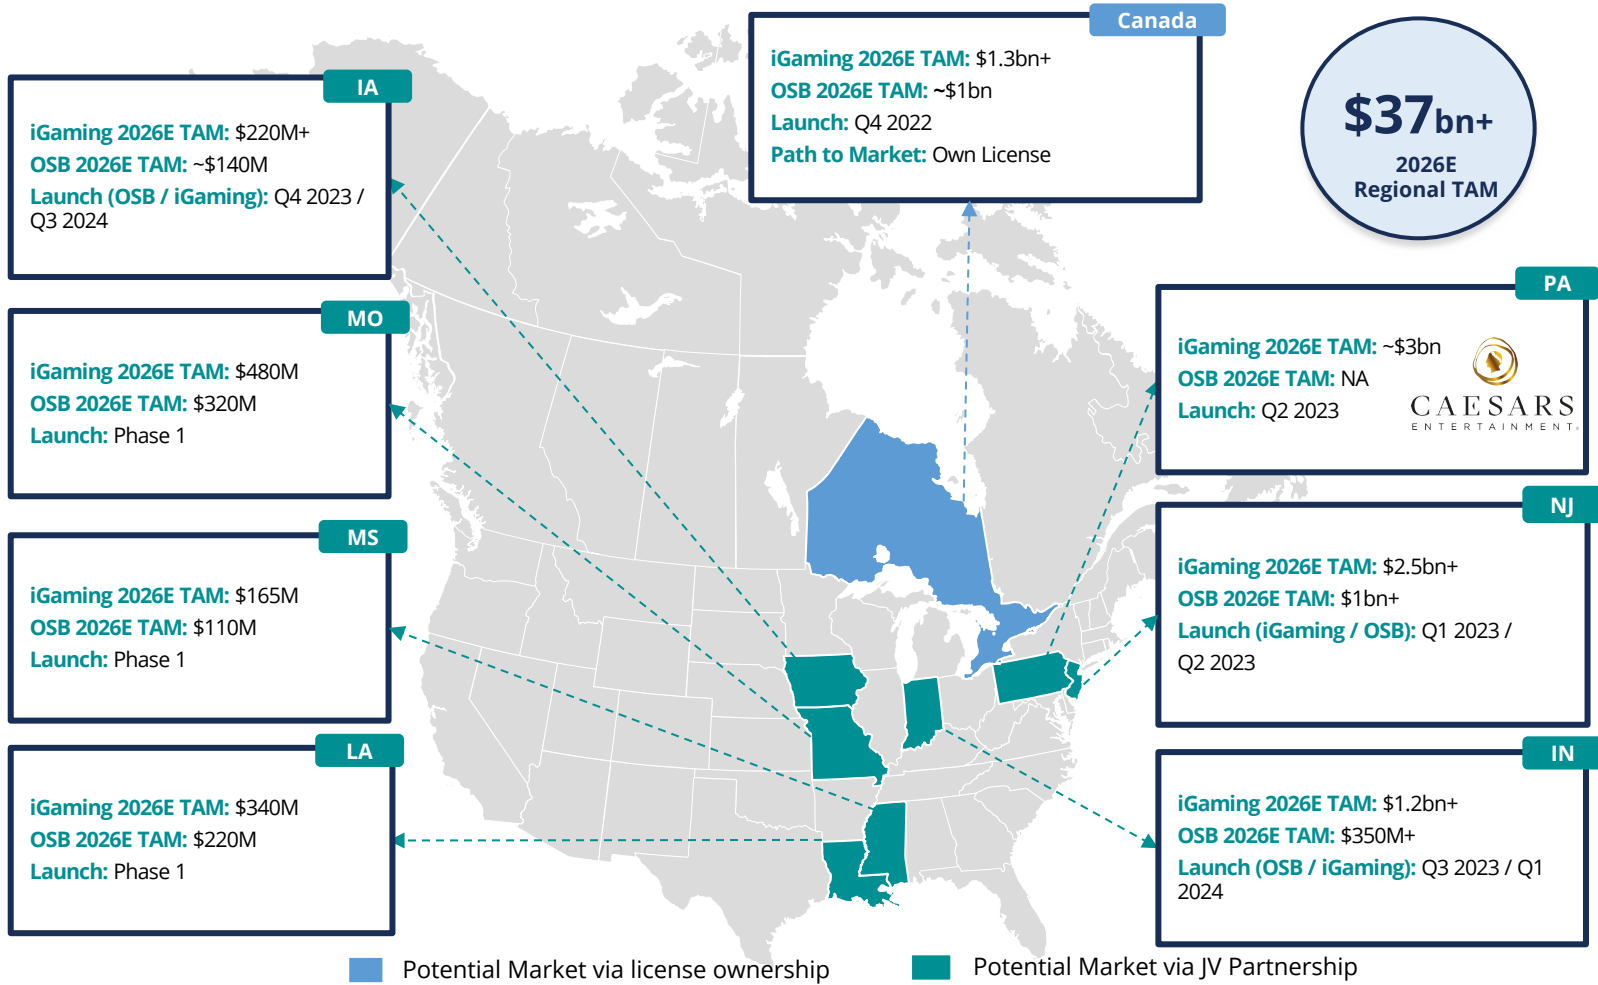 Canada
iGaming 2026E TAM: $1.3bn+
OSB 2026E TAM: ~$1bn
Launch: Q4 2022
Path to Market: Own License
$37bn+
2026E
Regional TAM
IA
iGaming 2026E TAM: $220M+
OSB 2026E TAM: ~$140M
Launch (OSB / iGaming): Q4 2023 /
Q3 2024
MO
iGaming 2026E TAM: $480M
OSB 2026E TAM: $320M
Launch: Phase 1
MS
iGaming 2026E TAM: $165M
OSB 2026E TAM: $110M
Launch: Phase 1
LA
iGaming 2026E TAM: $340M
OSB 2026E TAM: $220M
Launch: Phase 1
PA
iGaming 2026E TAM: ~$3bn
OSB 2026E TAM: NA
Launch: Q2 2023
CAESARS
ENTERTAINMENT.
NJ
iGaming 2026E TAM: $2.5bn+
OSB 2026E TAM: $1bn+
Launch (iGaming / OSB): Q1 2023 /
Q2 2023
IN
iGaming 2026E TAM: $1.2bn+
OSB 2026E TAM: $350M+
Launch (OSB / iGaming): Q3 2023 / Q1
2024
Potential Market via license ownership
Potential Market via JV Partnership